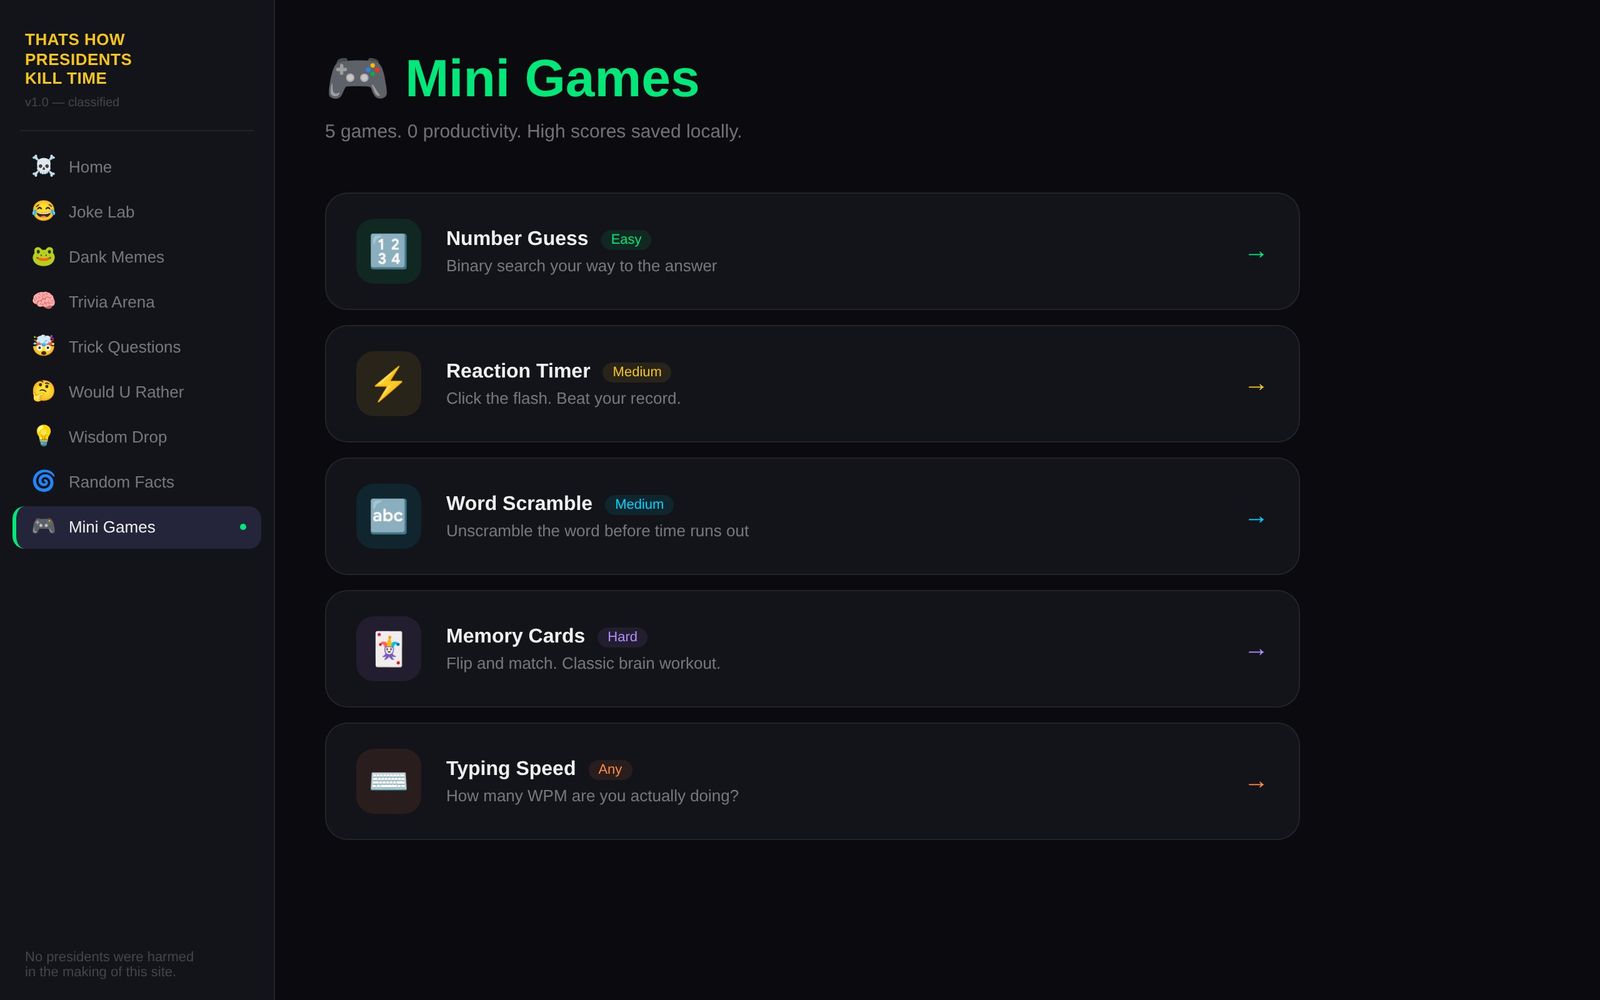 THATS HOW
PRESIDENTS
KILL TIME
v1.0 — classified
Home
Joke Lab
Dank Memes
Trivia Arena
Trick Questions
Would U Rather
Wisdom Drop
Random Facts
Mini Games
No presidents were harmed
in the making of this site.
Mini Games
5 games. 0 productivity. High scores saved locally.
Number Guess Easy
Binary search your way to the answer
Reaction Timer Medium
Click the flash. Beat your record.
Word Scramble Medium
Unscramble the word before time runs out
Memory Cards Hard
Flip and match. Classic brain workout.
Typing Speed Any
How many WPM are you actually doing?